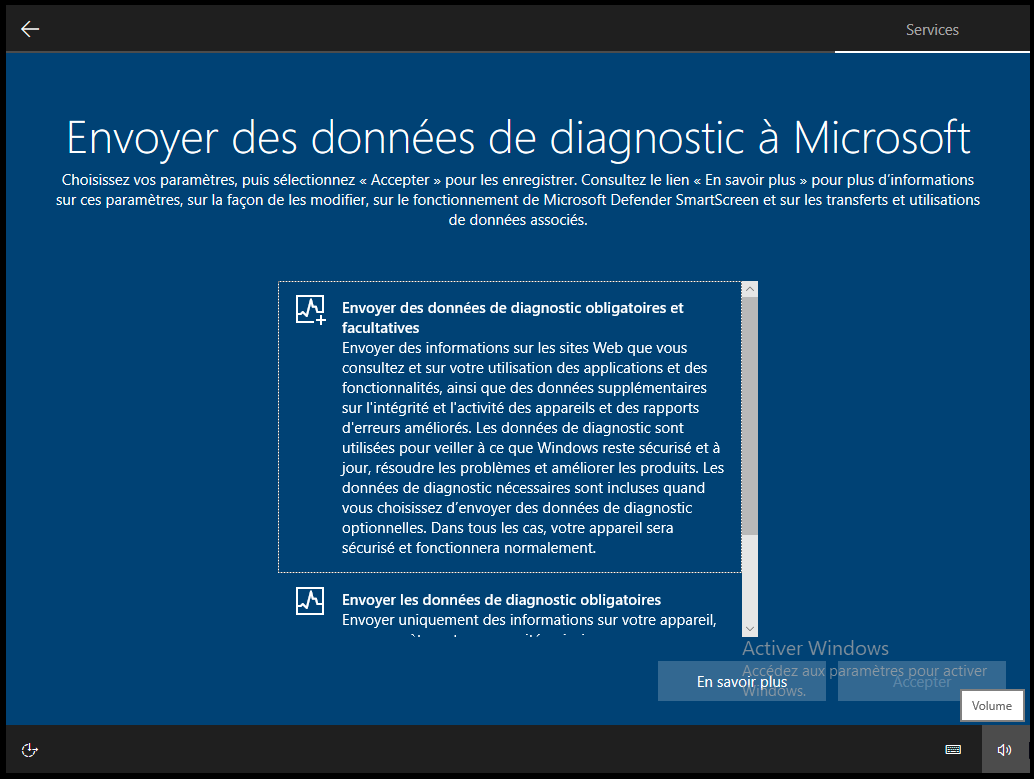 Services
Envoyer des données de diagnostic à Microsoft
Choisissez vos paramètres, puis sélectionnez « Accepter » pour les enregistrer. Consultez le lien « En savoir plus » pour plus d’informations
sur ces paramètres, sur la façon de les modifier, sur le fonctionnement de Microsoft Defender SmartScreen et sur les transferts et utilisations
de données associés.
Envoyer des données de diagnostic obligatoires et
facultatives
Envoyer des informations sur les sites Web que vous
consultez et sur votre utilisation des applications et des
fonctionnalités, ainsi que des données supplémentaires
sur l'intégrité et l'activité des appareils et des rapports
d'erreurs améliorés. Les données de diagnostic sont
utilisées pour veiller à ce que Windows reste sécurisé et à
jour, résoudre les problèmes et améliorer les produits. Les
données de diagnostic nécessaires sont incluses quand
vous choisissez d’envoyer des données de diagnostic
optionnelles. Dans tous les cas, votre appareil sera
sécurisé et fonctionnera normalement.
Envoyer les données de diagnostic obligatoires
Envoyer uniquement des informations sur votre appareil,
Activer Windows
Accédez aux paramètres pour activer
Windows.
En savoir plus
Accepter
Volume